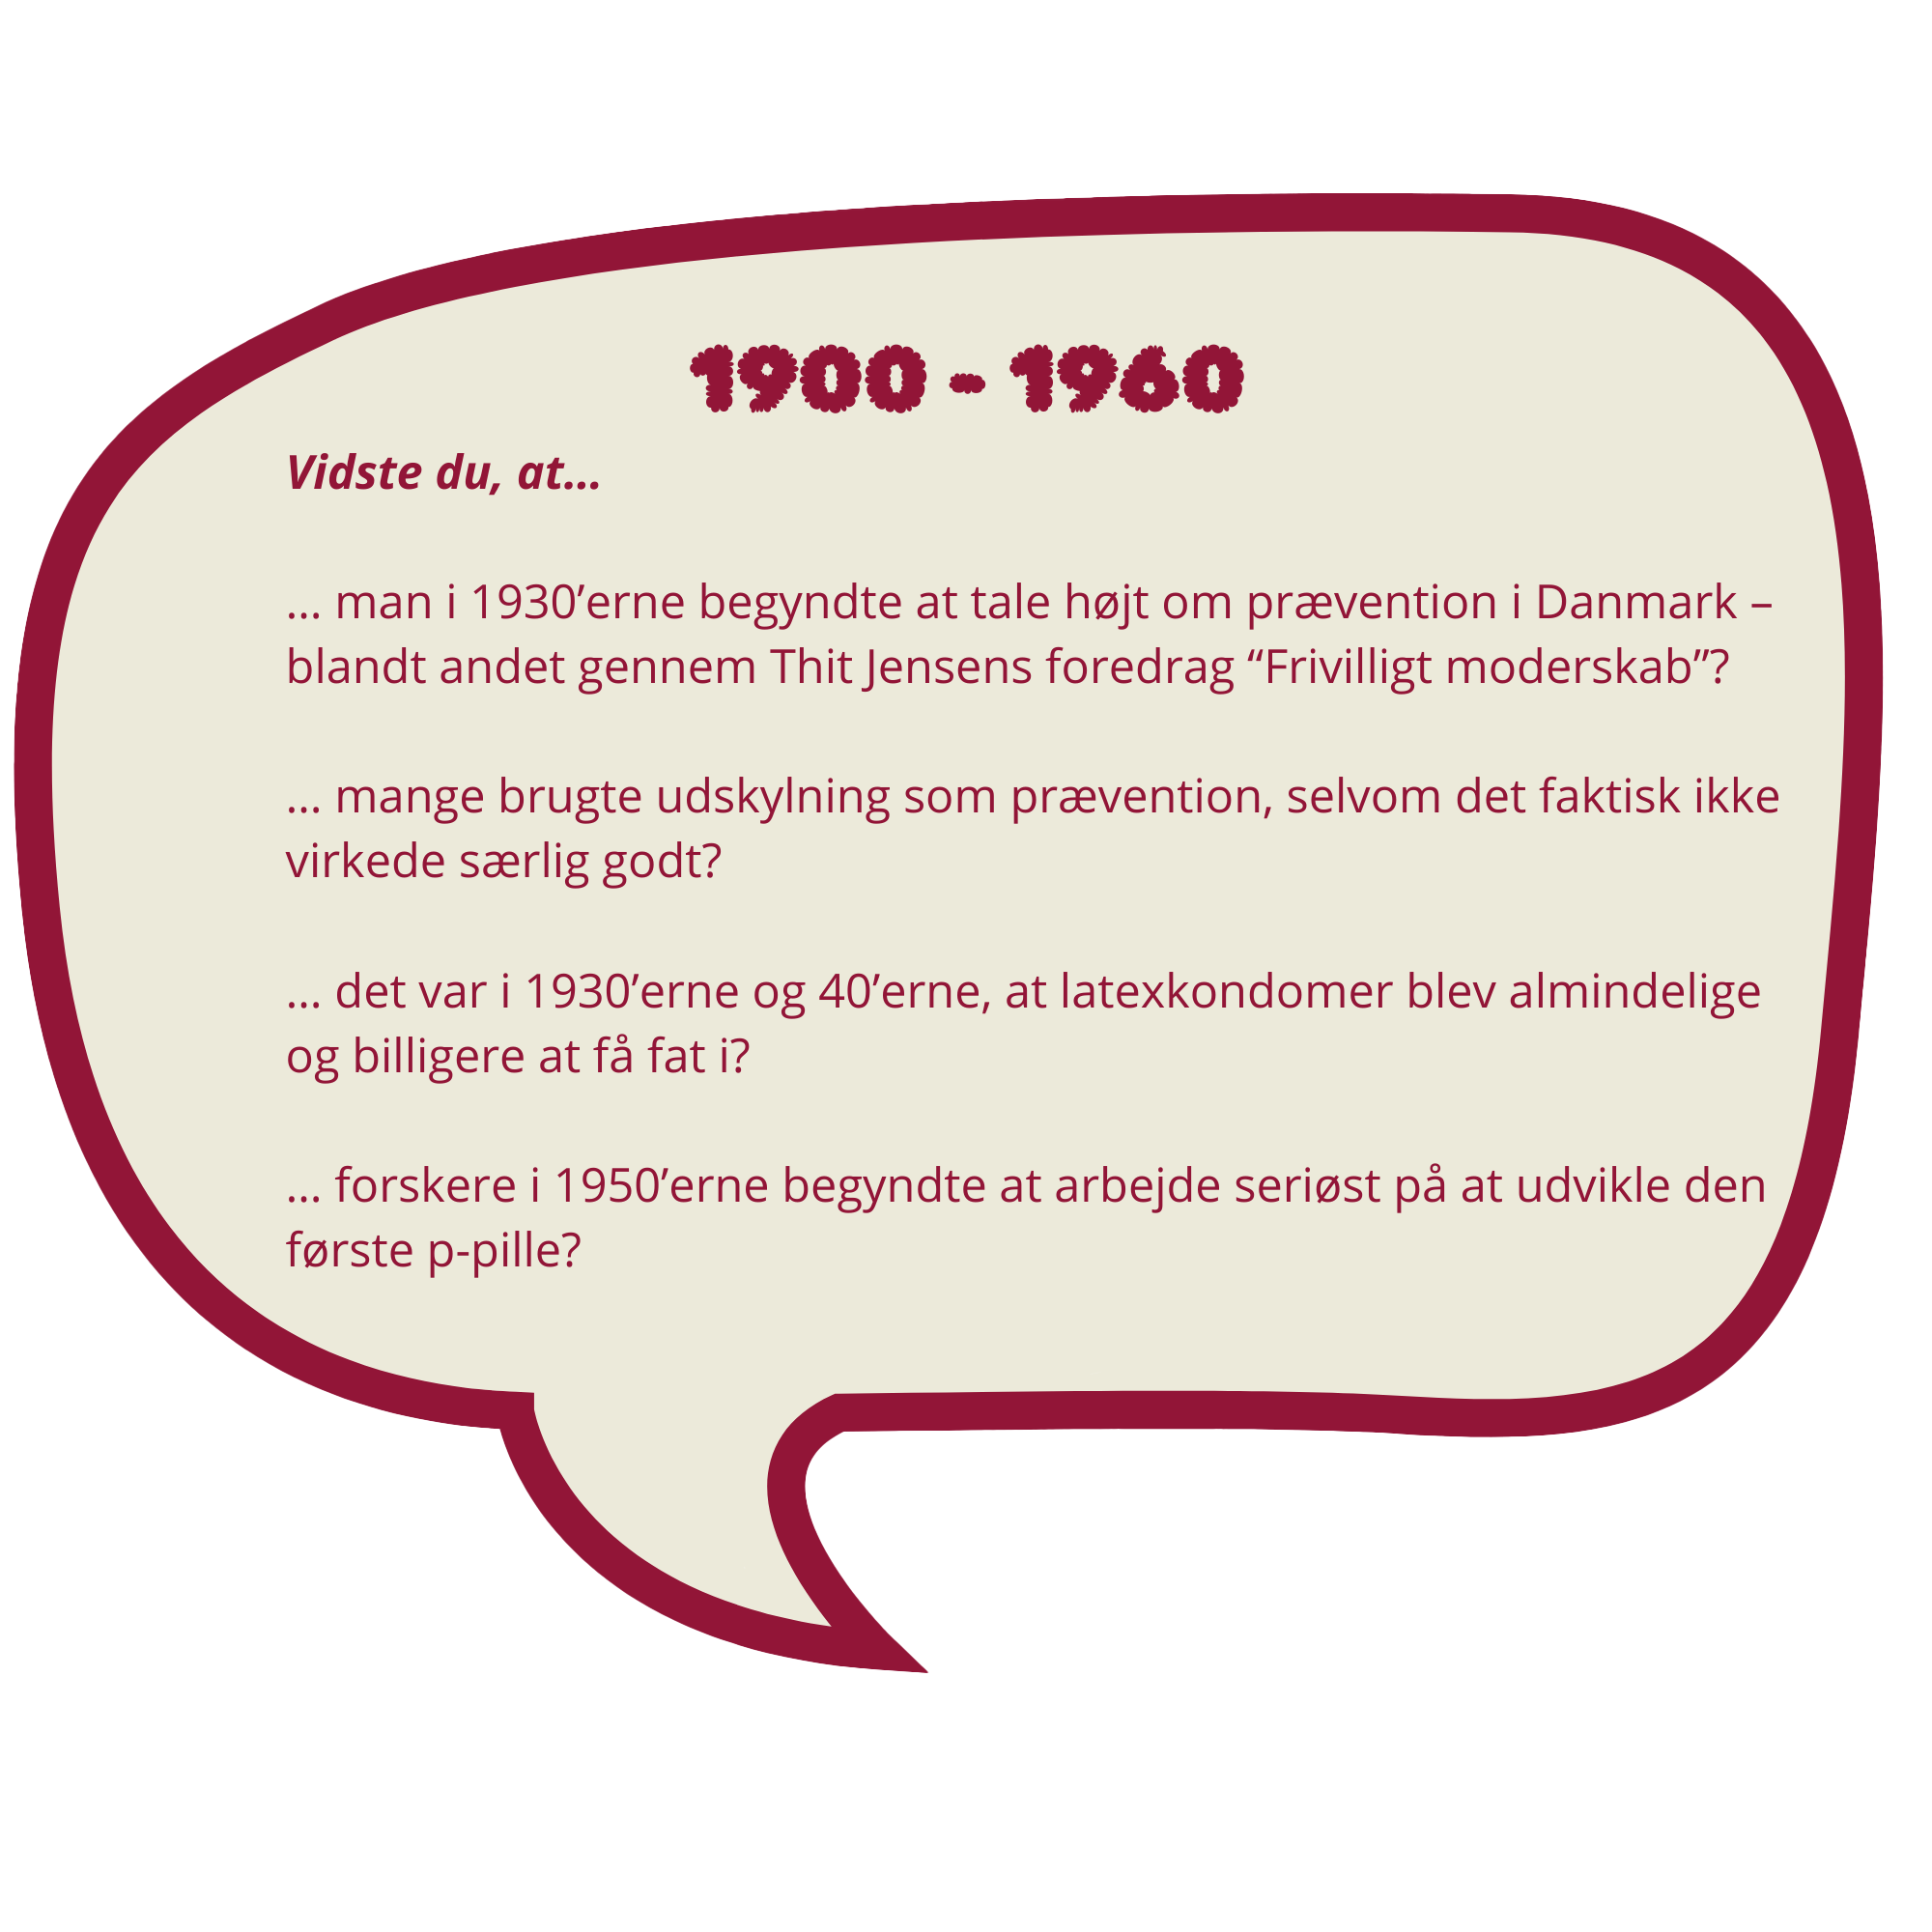 1900 - 1960
Vidste du, at...
... man i 1930’erne begyndte at tale højt om prævention i Danmark –
blandt andet gennem Thit Jensens foredrag “Frivilligt moderskab”?
... mange brugte udskylning som prævention, selvom det faktisk ikke
virkede særlig godt?
... det var i 1930’erne og 40’erne, at latexkondomer blev almindelige
og billigere at få fat i?
... forskere i 1950’erne begyndte at arbejde seriøst på at udvikle den
første p-pille?